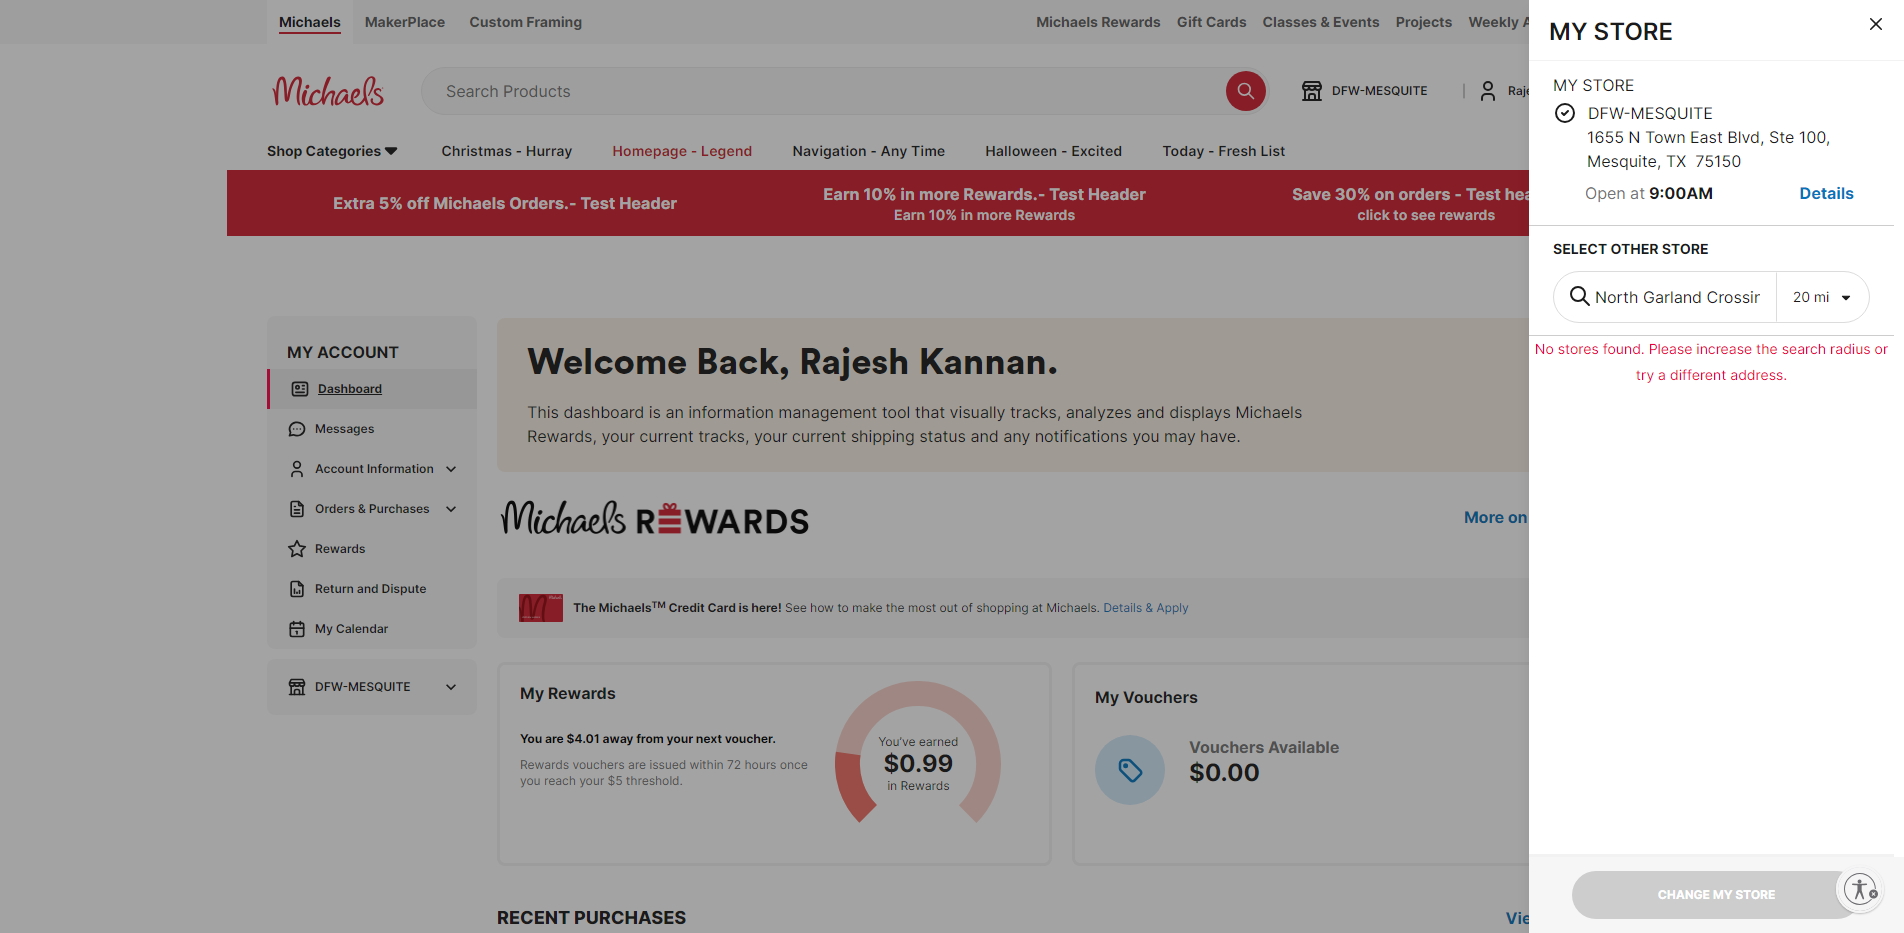 Michaels
MakerPlace
Custom Framing
Michaels Rewards
Gift Cards
Classes & Events
Projects
Weekly A
Michaels
Search Products
DFW-MESQUITE
Raje
Shop Categories
Christmas - Hurray
Homepage - Legend
Navigation - Any Time
Halloween - Excited
Today - Fresh List
Extra 5% off Michaels Orders.- Test Header
Earn 10% in more Rewards.- Test Header
Earn 10% in more Rewards
Save 30% on orders - Test hea
click to see rewards
MY ACCOUNT
Dashboard
Messages
Account Information
Orders & Purchases
Rewards
Return and Dispute
My Calendar
DFW-MESQUITE
Welcome Back, Rajesh Kannan.
This dashboard is an information management tool that visually tracks, analyzes and displays Michaels
Rewards, your current tracks, your current shipping status and any notifications you may have.
Michaels REWARDS
More on
The Michaels™ Credit Card is here! See how to make the most out of shopping at Michaels. Details & Apply
My Rewards
You are $4.01 away from your next voucher.
Rewards vouchers are issued within 72 hours once
you reach your $5 threshold.
You've earned
$0.99
in Rewards
My Vouchers
Vouchers Available
$0.00
RECENT PURCHASES
Vie
MY STORE
MY STORE
DFW-MESQUITE
1655 N Town East Blvd, Ste 100,
Mesquite, TX 75150
Open at 9:00AM
Details
SELECT OTHER STORE
North Garland Crossir
20 mi
No stores found. Please increase the search radius or
try a different address.
CHANGE MY STORE